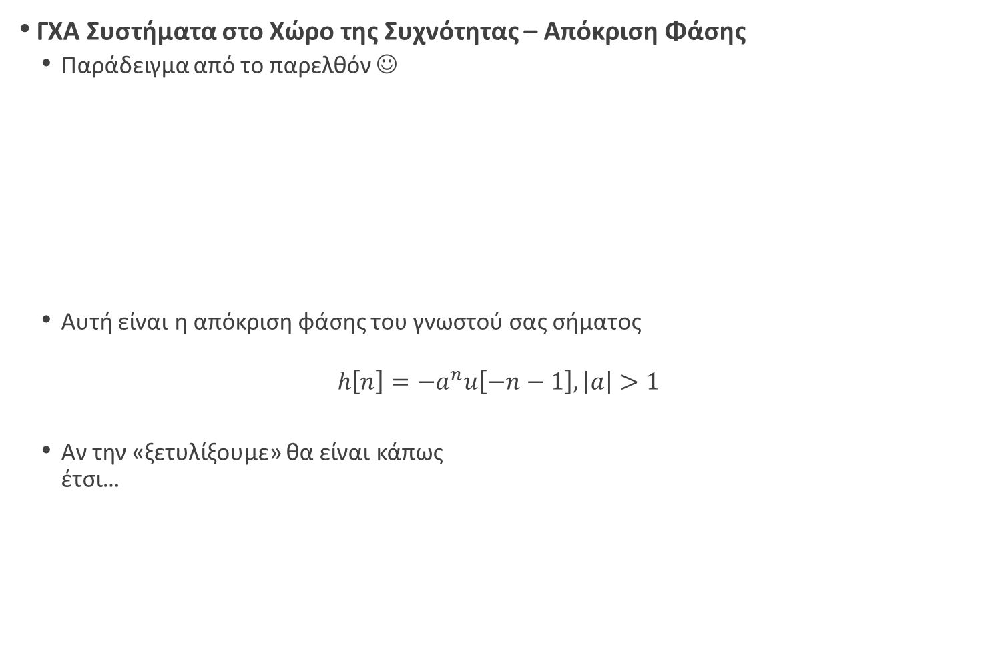 • ΓΧΑ Συστήματα στο Χώρο της Συχνότητας – Απόκριση Φάσης
• Παράδειγμα από το παρελθόν ☺
• Αυτή είναι η απόκριση φάσης του γνωστού σας σήματος
h[n] = −aⁿu[−n − 1], |a| > 1
• Αν την «ξετυλίξουμε» θα είναι κάπως
έτσι…